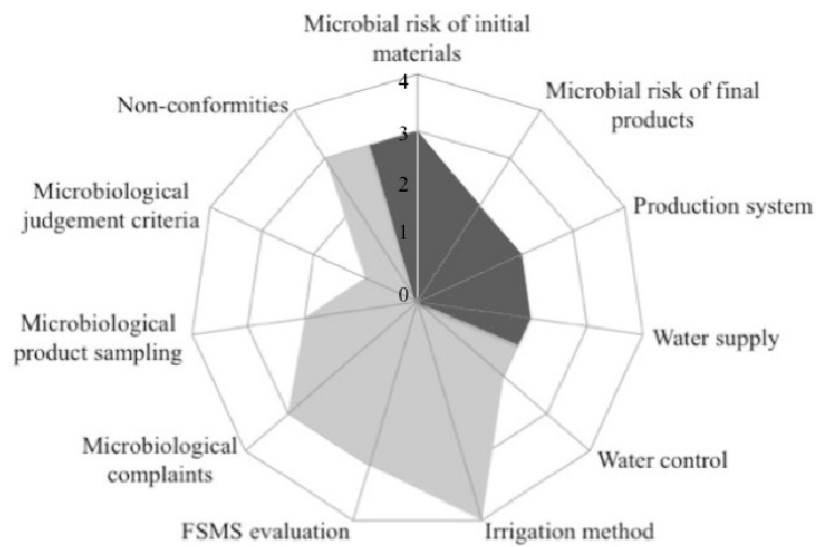 Microbial risk of initial
materials
Microbial risk of final
products
Production system
Water supply
Water control
Irrigation method
FSMS evaluation
Microbiological
complaints
Microbiological
product sampling
Microbiological
judgement criteria
Non-conformities
4
3
2
1
0